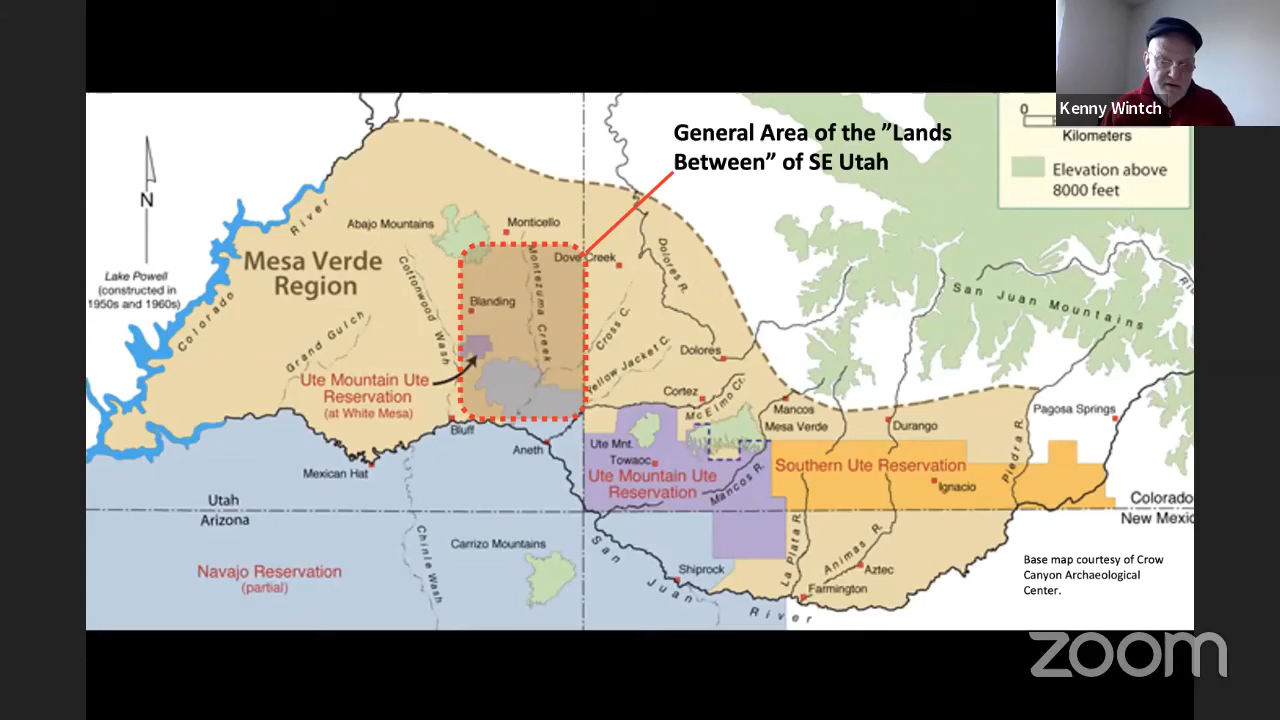 Kenny Wintch
General Area of the ”Lands
Between” of SE Utah
0
Kilometers
Elevation above
8000 feet
N
Lake Powell
(constructed in
1950s and 1960s)
Colorado
River
Mesa Verde
Region
Abajo Mountains
Monticello
Dove Creek
Dolores R.
San Juan Mountains
Cottonwood Wash
Montezuma Creek
Blanding
Cross C.
Grand Gulch
Yellow Jacket C.
Dolores
Ute Mountain Ute
Reservation
(at White Mesa)
Cortez
McElmo Cr.
Mancos
Mesa Verde
Pagosa Springs
Durango
Bluff
Aneth
Ute Mnt.
Towaoc
Mexican Hat
Ute Mountain Ute
Reservation
Mancos R.
Southern Ute Reservation
Ignacio
Piedra R.
Utah
Arizona
Colorado
New Mexic
Chinle Wash
Carrizo Mountains
Navajo Reservation
(partial)
San Juan River
Shiprock
La Plata R.
Animas R.
Aztec
Farmington
Base map courtesy of Crow
Canyon Archaeological
Center.
zoom